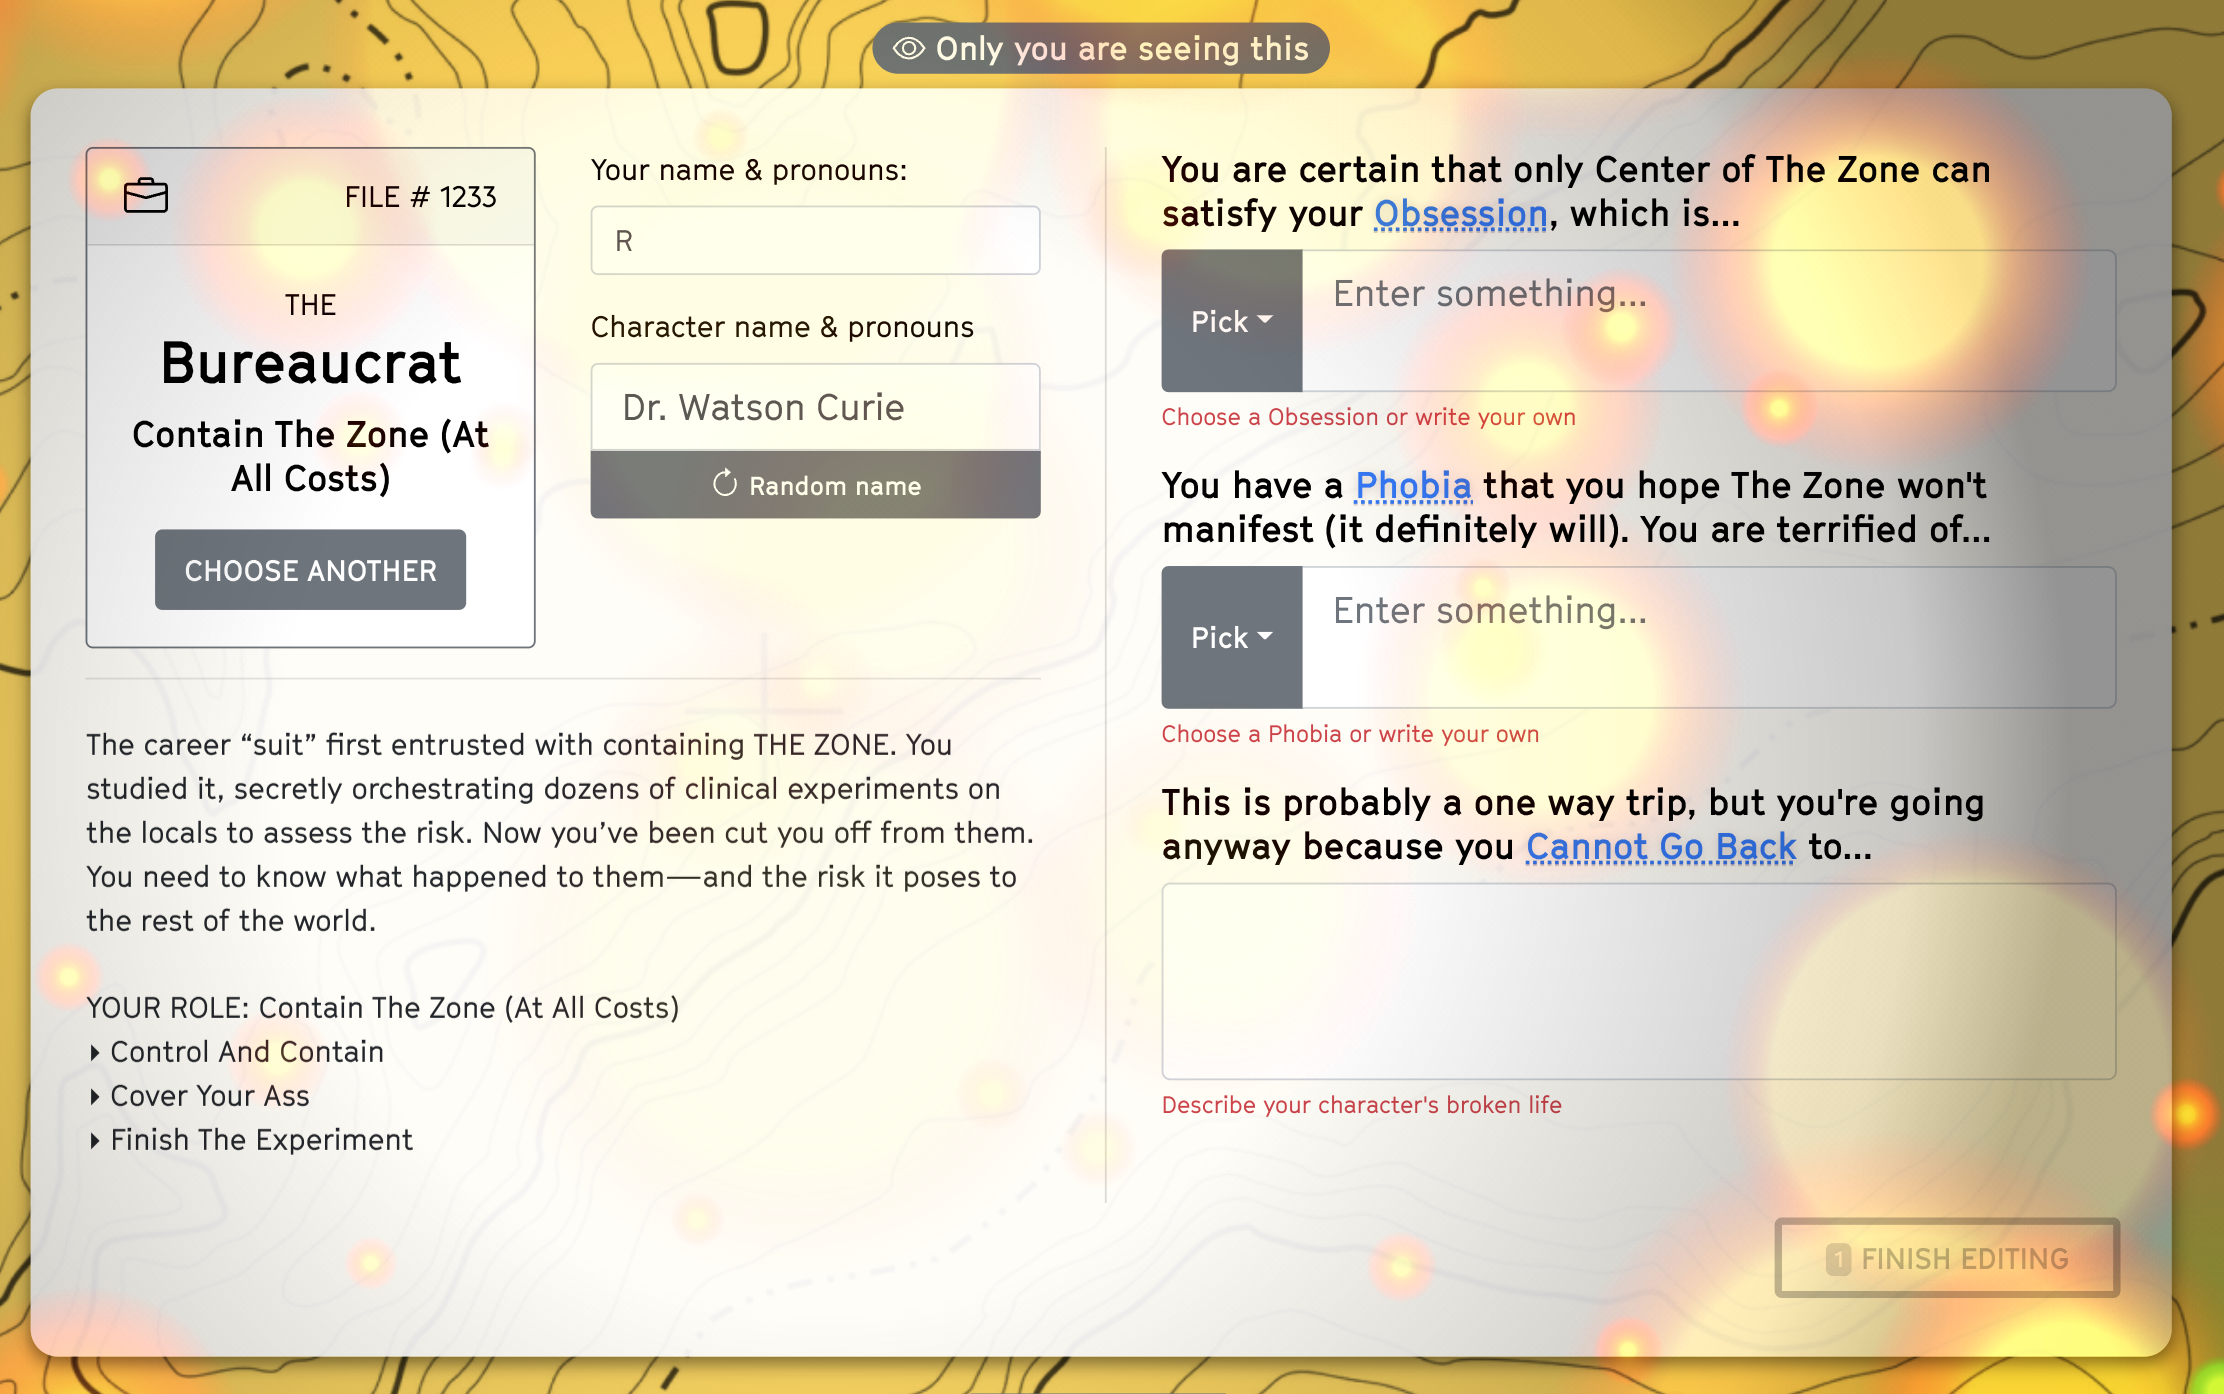 Only you are seeing this
FILE # 1233
THE
Bureaucrat
Contain The Zone (At
All Costs)
CHOOSE ANOTHER
Your name & pronouns:
R
Character name & pronouns
Dr. Watson Curie
Random name
The career “suit” first entrusted with containing THE ZONE. You
studied it, secretly orchestrating dozens of clinical experiments on
the locals to assess the risk. Now you’ve been cut you off from them.
You need to know what happened to them—and the risk it poses to
the rest of the world.
YOUR ROLE: Contain The Zone (At All Costs)
Control And Contain
Cover Your Ass
Finish The Experiment
You are certain that only Center of The Zone can
satisfy your Obsession, which is...
Pick
Enter something...
Choose a Obsession or write your own
You have a Phobia that you hope The Zone won't
manifest (it definitely will). You are terrified of...
Pick
Enter something...
Choose a Phobia or write your own
This is probably a one way trip, but you're going
anyway because you Cannot Go Back to...
Describe your character's broken life
1 FINISH EDITING